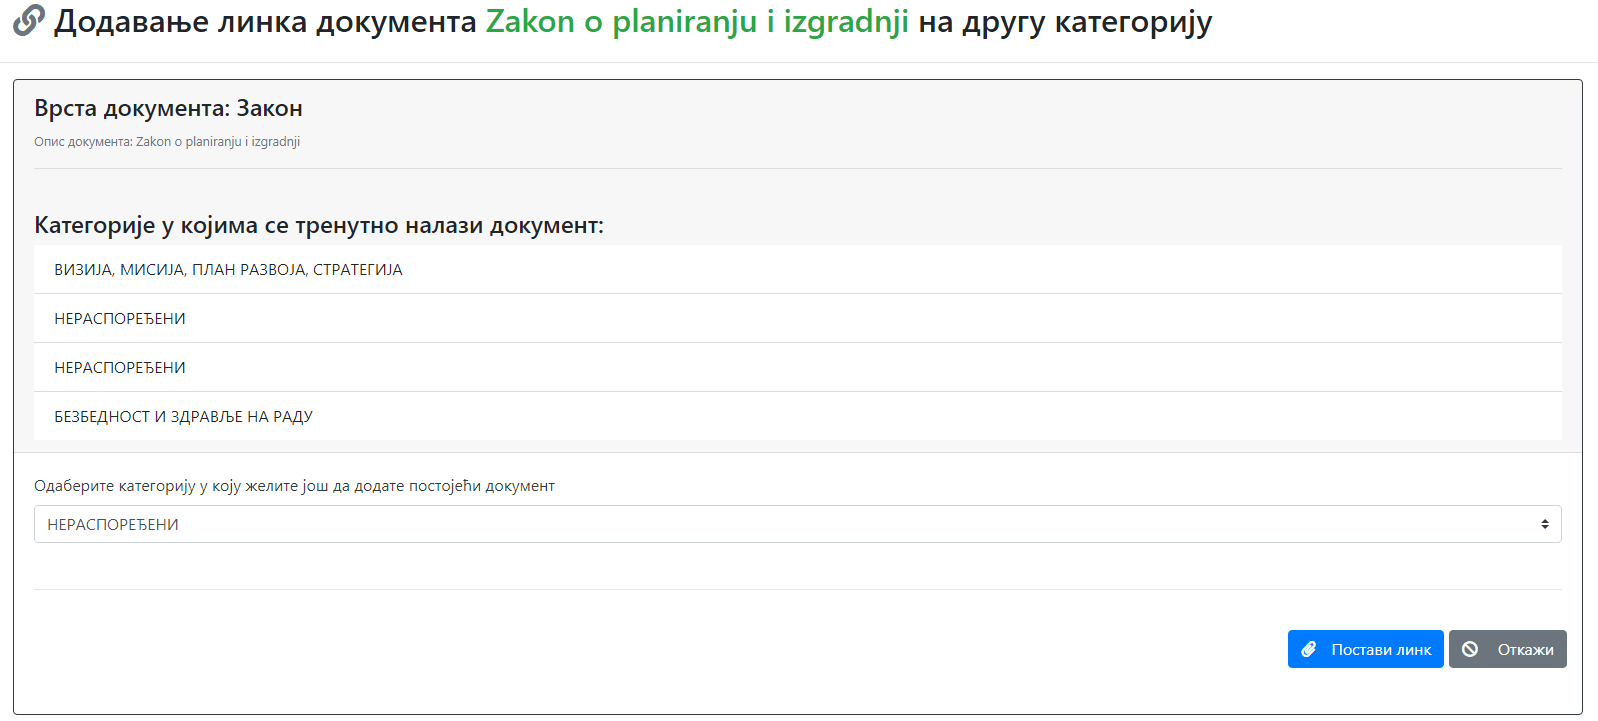 Додавање линка документа Zakon o planiranju i izgradnji на другу категорију
Врста документа: Закон
Опис документа: Zakon o planiranju i izgradnji
Категорије у којима се тренутно налази документ:
ВИЗИЈА, МИСИЈА, ПЛАН РАЗВОЈА, СТРАТЕГИЈА
НЕРАСПОРЕЂЕНИ
НЕРАСПОРЕЂЕНИ
БЕЗБЕДНОСТ И ЗДРАВЉЕ НА РАДУ
Одаберите категорију у коју желите још да додате постојећи документ
НЕРАСПОРЕЂЕНИ
Постави линк Откажи